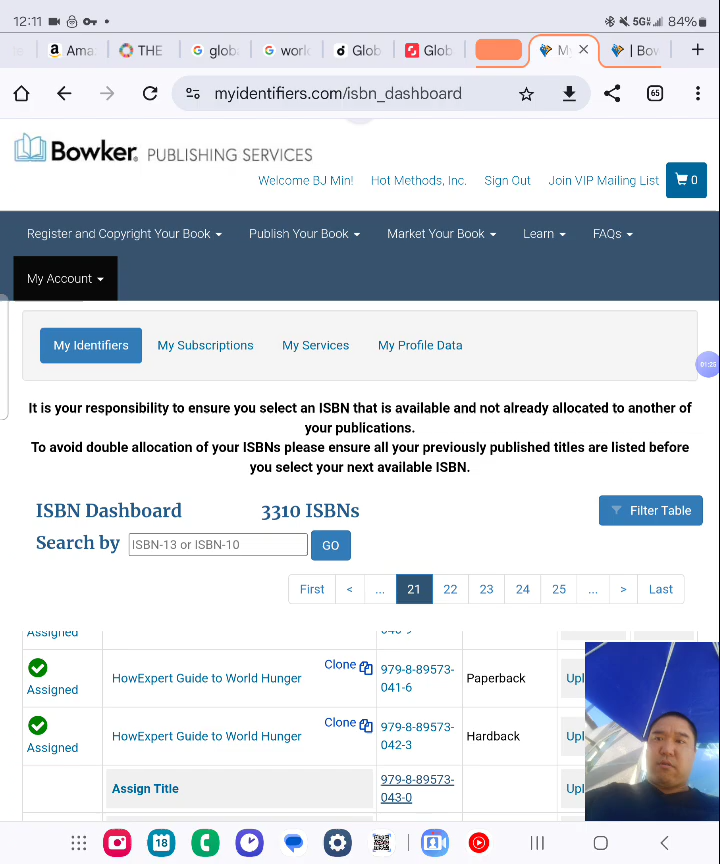 12:11 5G 84%
Ama THE glob worl Glob Glob M Bov
myidentifiers.com/isbn_dashboard 65
Bowker. PUBLISHING SERVICES
Welcome BJ Min! Hot Methods, Inc. Sign Out Join VIP Mailing List 0
Register and Copyright Your Book Publish Your Book Market Your Book Learn FAQs
My Account
My Identifiers My Subscriptions My Services My Profile Data
01:25
It is your responsibility to ensure you select an ISBN that is available and not already allocated to another of
your publications.
To avoid double allocation of your ISBNs please ensure all your previously published titles are listed before
you select your next available ISBN.
ISBN Dashboard 3310 ISBNs Filter Table
Search by ISBN-13 or ISBN-10 GO
First < ... 21 22 23 24 25 ... > Last
Assigned
Assigned HowExpert Guide to World Hunger Clone 979-8-89573-
041-6 Paperback Upl
Assigned HowExpert Guide to World Hunger Clone 979-8-89573-
042-3 Hardback Upl
Assign Title 979-8-89573-
043-0 Upl
18